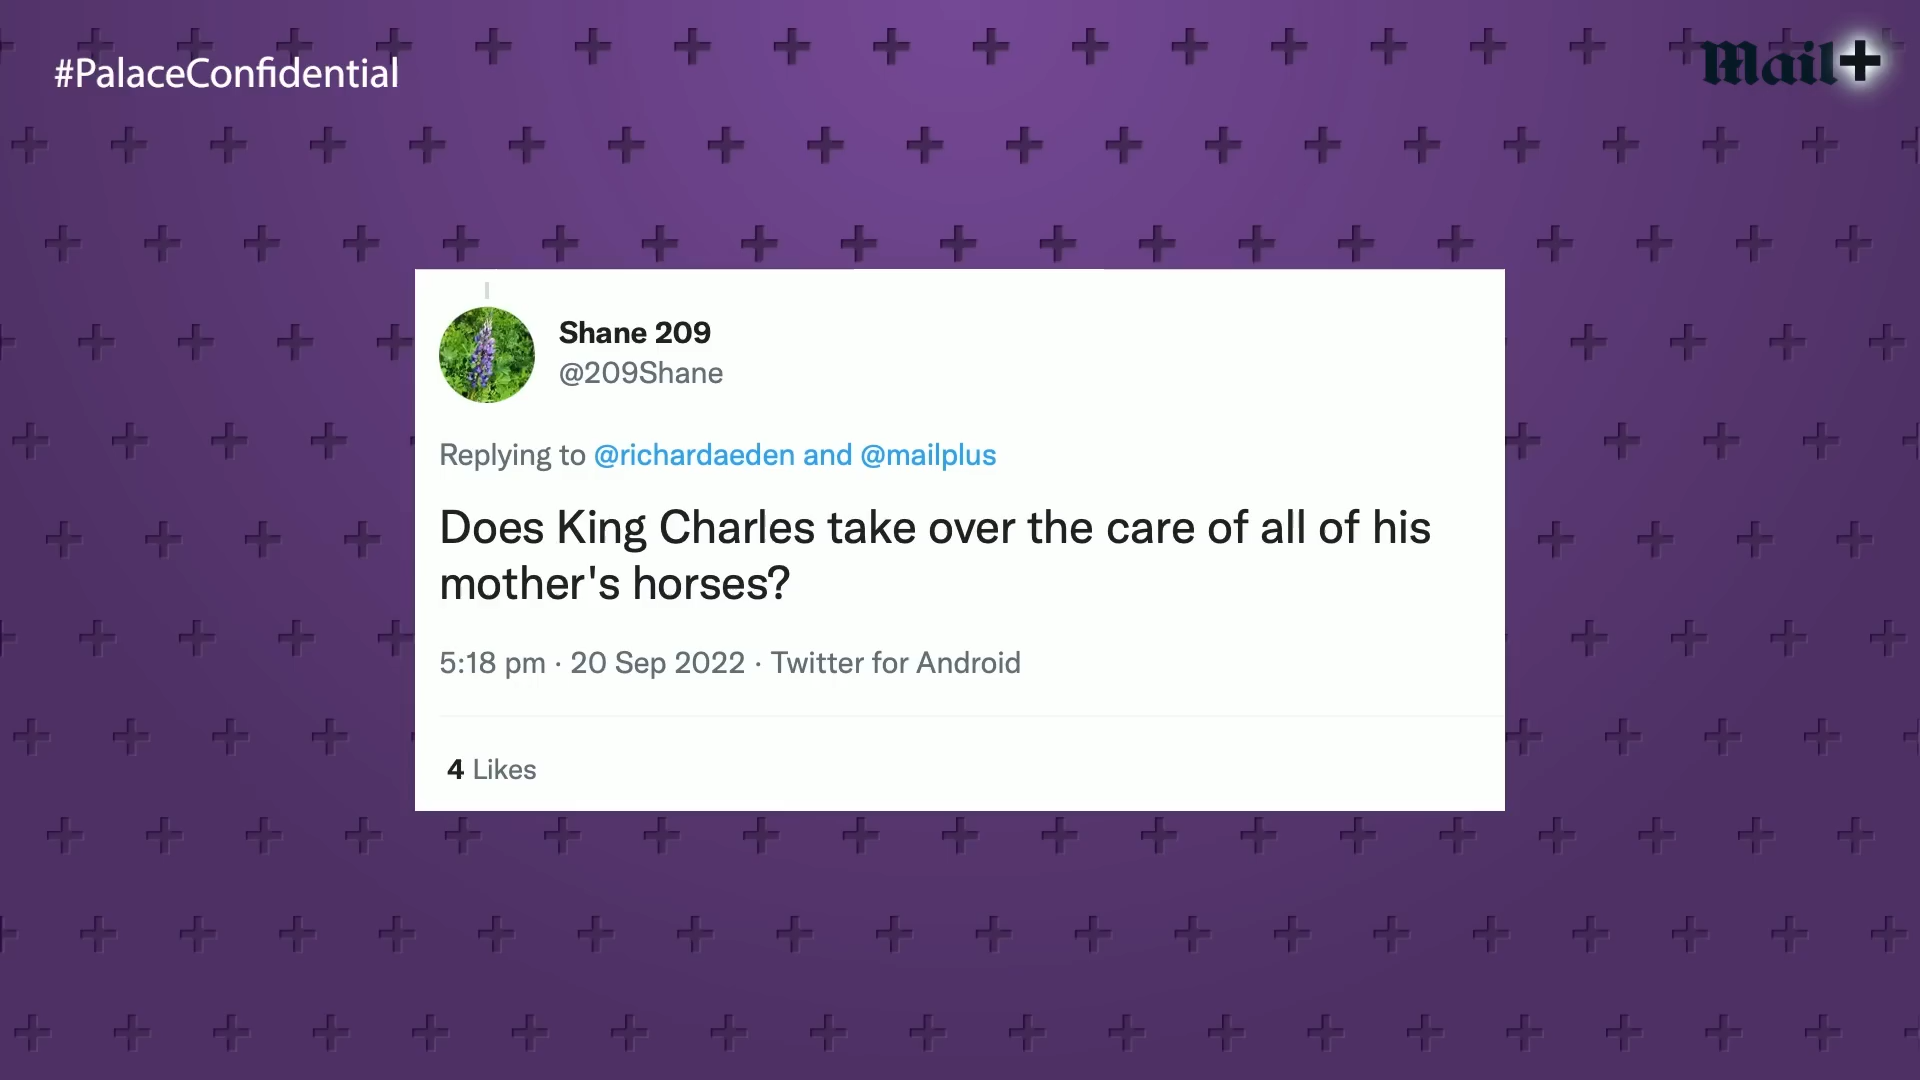 #PalaceConfidential
Mail+
Shane 209
@209Shane
Replying to @richardaeden and @mailplus
Does King Charles take over the care of all of his
mother's horses?
5:18 pm · 20 Sep 2022 · Twitter for Android
4 Likes